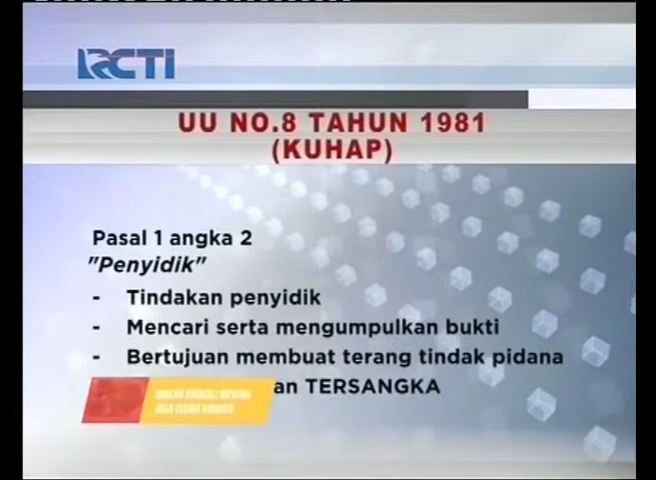 RCTI
UU NO.8 TAHUN 1981
(KUHAP)
Pasal 1 angka 2
"Penyidik"
- Tindakan penyidik
- Mencari serta mengumpulkan bukti
- Bertujuan membuat terang tindak pidana
an TERSANGKA